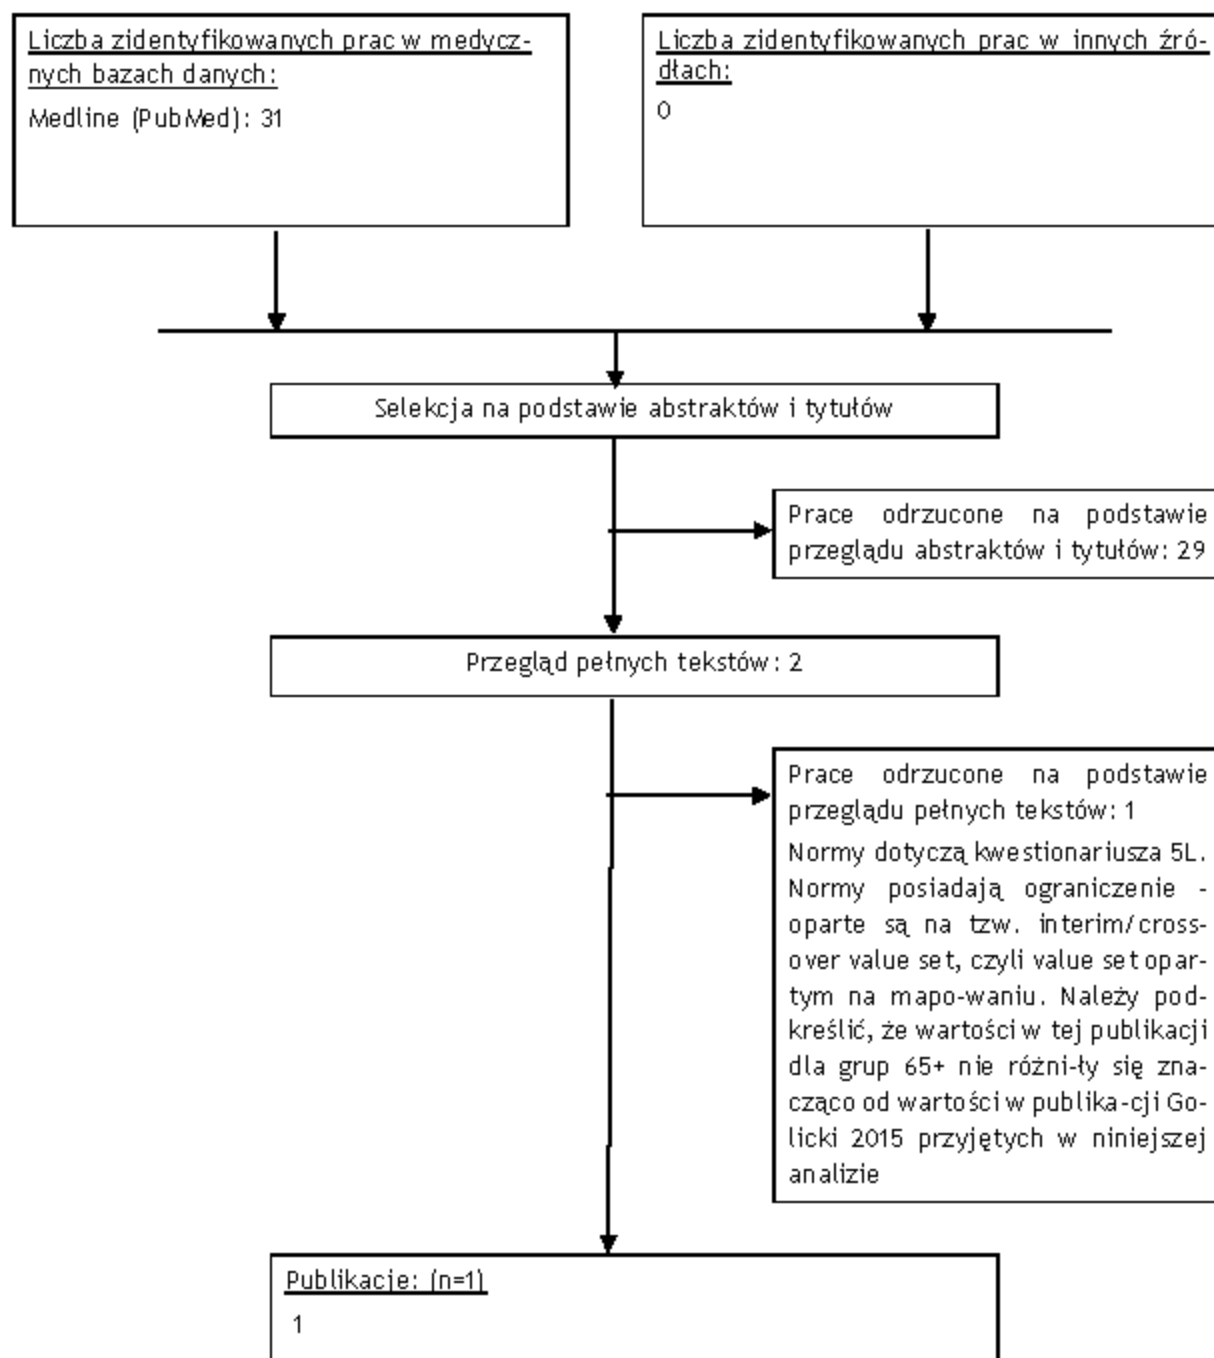 Liczba zidentyfikowanych prac w medycz-
nych bazach danych:
Medline (PubMed): 31
Liczba zidentyfikowanych prac w innych źró-
dłach:
0
Selekcja na podstawie abstraktów i tytułów
Prace odrzucone na podstawie
przeglądu abstraktów i tytułów: 29
Przegląd pełnych tekstów: 2
Prace odrzucone na podstawie
przeglądu pełnych tekstów: 1
Normy dotyczą kwestionariusza 5L.
Normy posiadają ograniczenie -
oparte są na tzw. interim/cross-
over value set, czyli value set opar-
tym na mapo-waniu. Należy pod-
kreślić, że wartości w tej publikacji
dla grup 65+ nie różni-ły się zna-
cząco od wartości w publika-cji Go-
licki 2015 przyjętych w niniejszej
analizie
Publikacje: (n=1)
1